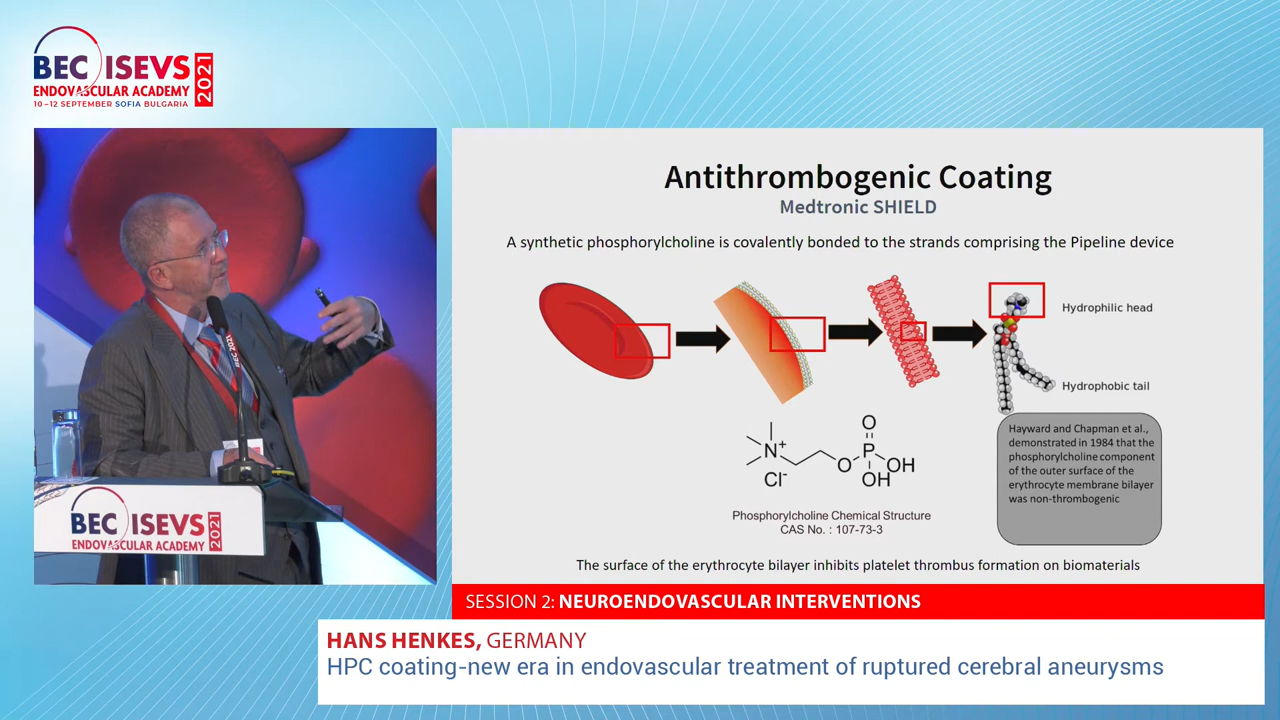 BEC ISEVS
ENDOVASCULAR ACADEMY
2021
10–12 SEPTEMBER SOFIA BULGARIA
BEC 2021
BEC ISEVS
ENDOVASCULAR ACADEMY
2021
Antithrombogenic Coating
Medtronic SHIELD
A synthetic phosphorylcholine is covalently bonded to the strands comprising the Pipeline device
Hydrophilic head
Hydrophobic tail
N+
Cl-
O
O
P
OH
OH
Phosphorylcholine Chemical Structure
CAS No. : 107-73-3
Hayward and Chapman et al.,
demonstrated in 1984 that the
phosphorylcholine component
of the outer surface of the
erythrocyte membrane bilayer
was non-thrombogenic
The surface of the erythrocyte bilayer inhibits platelet thrombus formation on biomaterials
SESSION 2: NEUROENDOVASCULAR INTERVENTIONS
HANS HENKES, GERMANY
HPC coating-new era in endovascular treatment of ruptured cerebral aneurysms